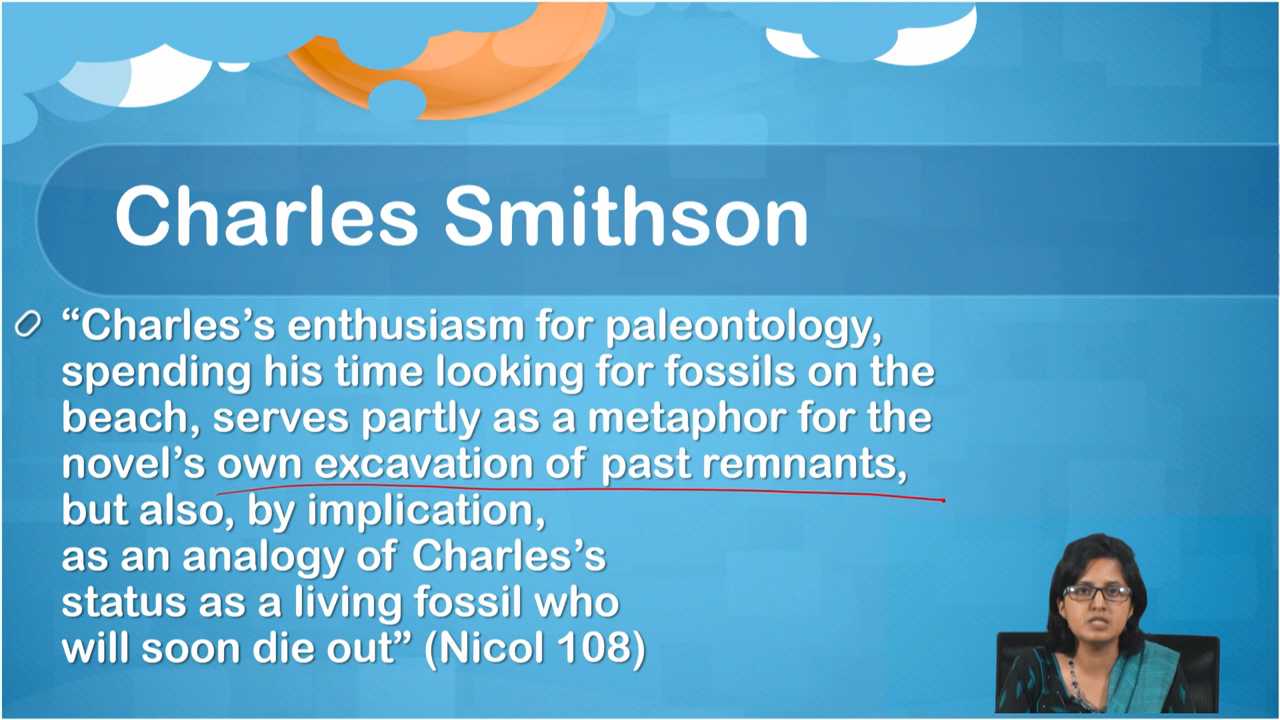 Charles Smithson
“Charles’s enthusiasm for paleontology,
spending his time looking for fossils on the
beach, serves partly as a metaphor for the
novel’s own excavation of past remnants,
but also, by implication,
as an analogy of Charles’s
status as a living fossil who
will soon die out” (Nicol 108)